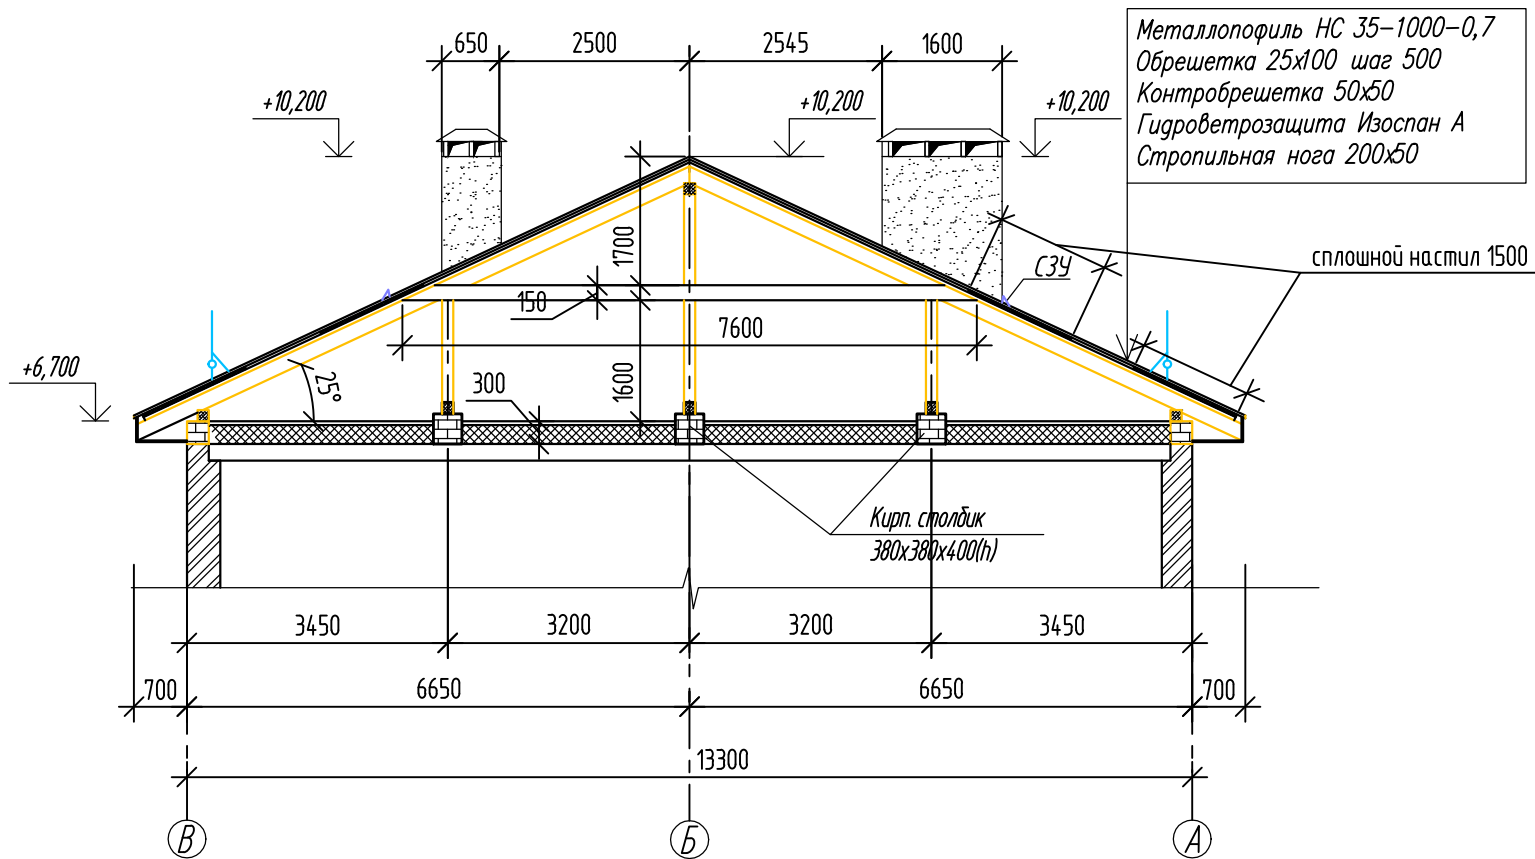 650
2500
2545
1600
Металлопофиль НС 35-1000-0,7
Обрешетка 25х100 шаг 500
Контробрешетка 50х50
Гидроветрозащита Изоспан А
Стропильная нога 200х50
+10,200
+10,200
+10,200
1700
сплошной настил 1500
СЗУ
150
7600
+6,700
25°
300
1600
Кирп. столбик
380х380х400(h)
3450
3200
3200
3450
700
6650
6650
700
13300
В
Б
А